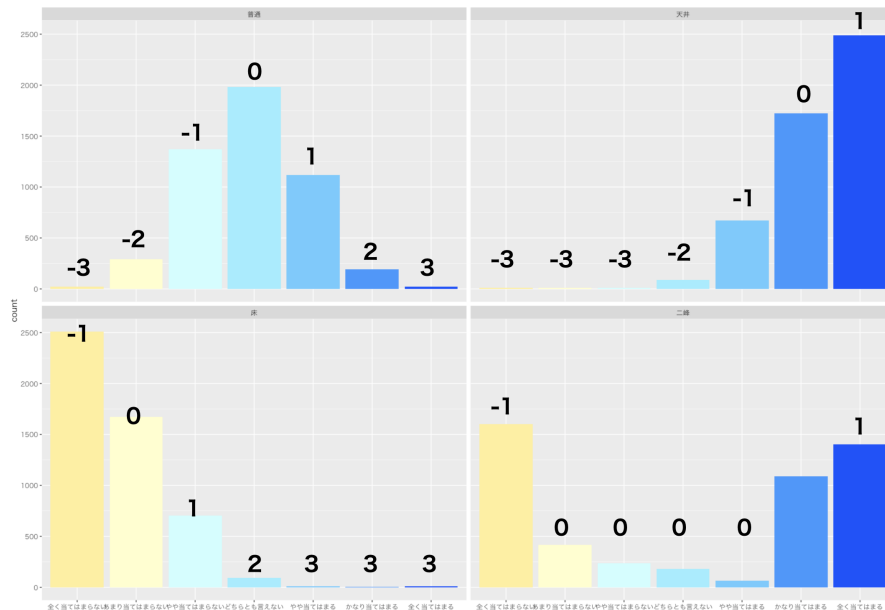 普通
天井
2500
2000
1500
1000
500
0
-3
-2
-1
0
1
2
3
-3
-3
-3
-2
-1
0
1
count
床
二峰
2500
2000
1500
1000
500
0
-1
0
1
2
3
3
3
-1
0
0
0
0
1
全く当てはまらない
あまり当てはまらない
やや当てはまらない
どちらとも言えない
やや当てはまる
かなり当てはまる
全く当てはまる
全く当てはまらない
あまり当てはまらない
やや当てはまらない
どちらとも言えない
やや当てはまる
かなり当てはまる
全く当てはまる